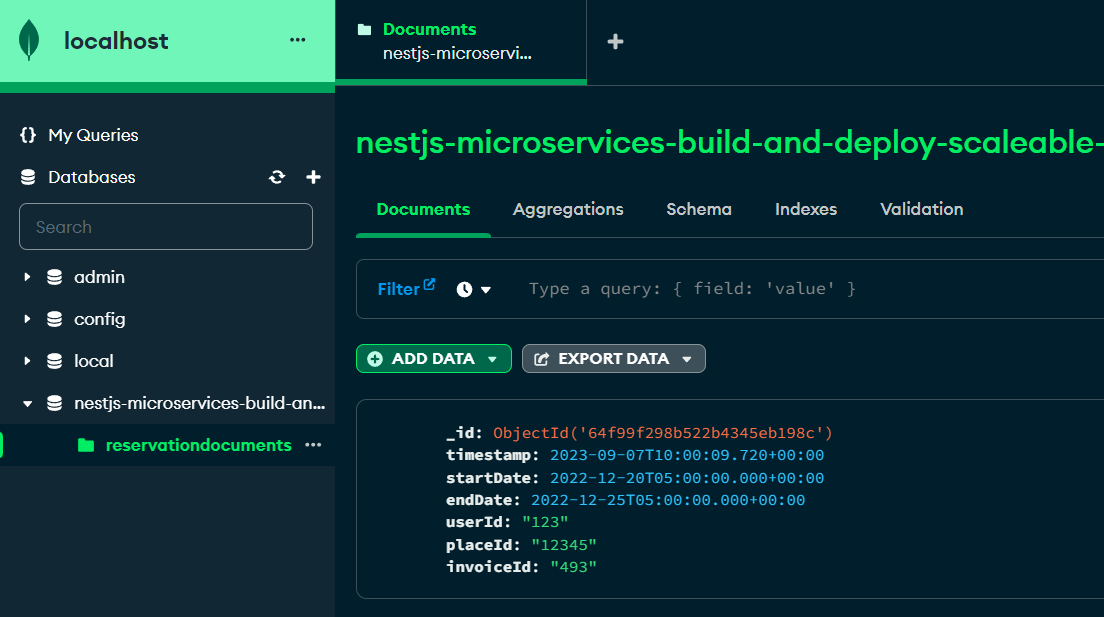 localhost
Documents
nestjs-microservi...
{} My Queries
Databases
Search
admin
config
local
nestjs-microservices-build-an...
reservationdocuments
nestjs-microservices-build-and-deploy-scaleable-
Documents Aggregations Schema Indexes Validation
Filter Type a query: { field: 'value' }
ADD DATA EXPORT DATA
_id: ObjectId('64f99f298b522b4345eb198c')
timestamp: 2023-09-07T10:00:09.720+00:00
startDate: 2022-12-20T05:00:00.000+00:00
endDate: 2022-12-25T05:00:00.000+00:00
userId: "123"
placeId: "12345"
invoiceId: "493"